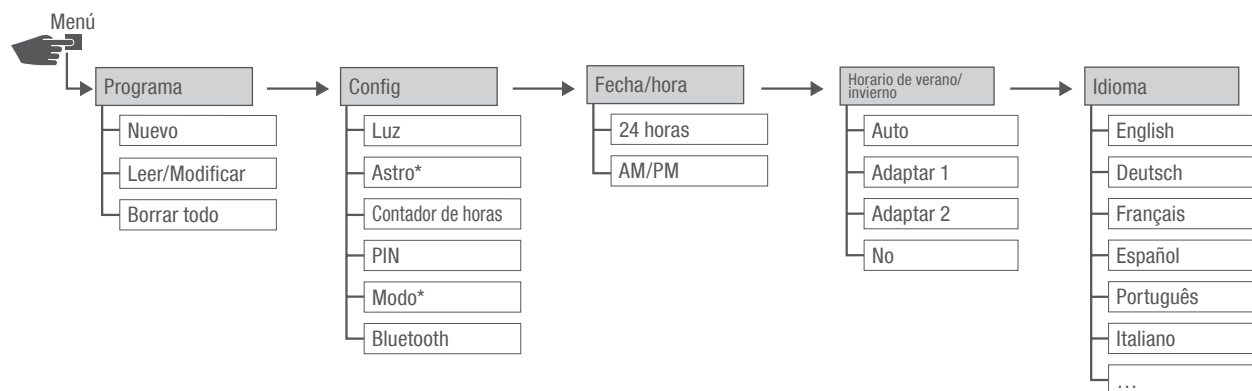 Menú
Programa
Nuevo
Leer/Modificar
Borrar todo
Config
Luz
Astro*
Contador de horas
PIN
Modo*
Bluetooth
Fecha/hora
24 horas
AM/PM
Horario de verano/
invierno
Auto
Adaptar 1
Adaptar 2
No
Idioma
English
Deutsch
Français
Español
Português
Italiano
...